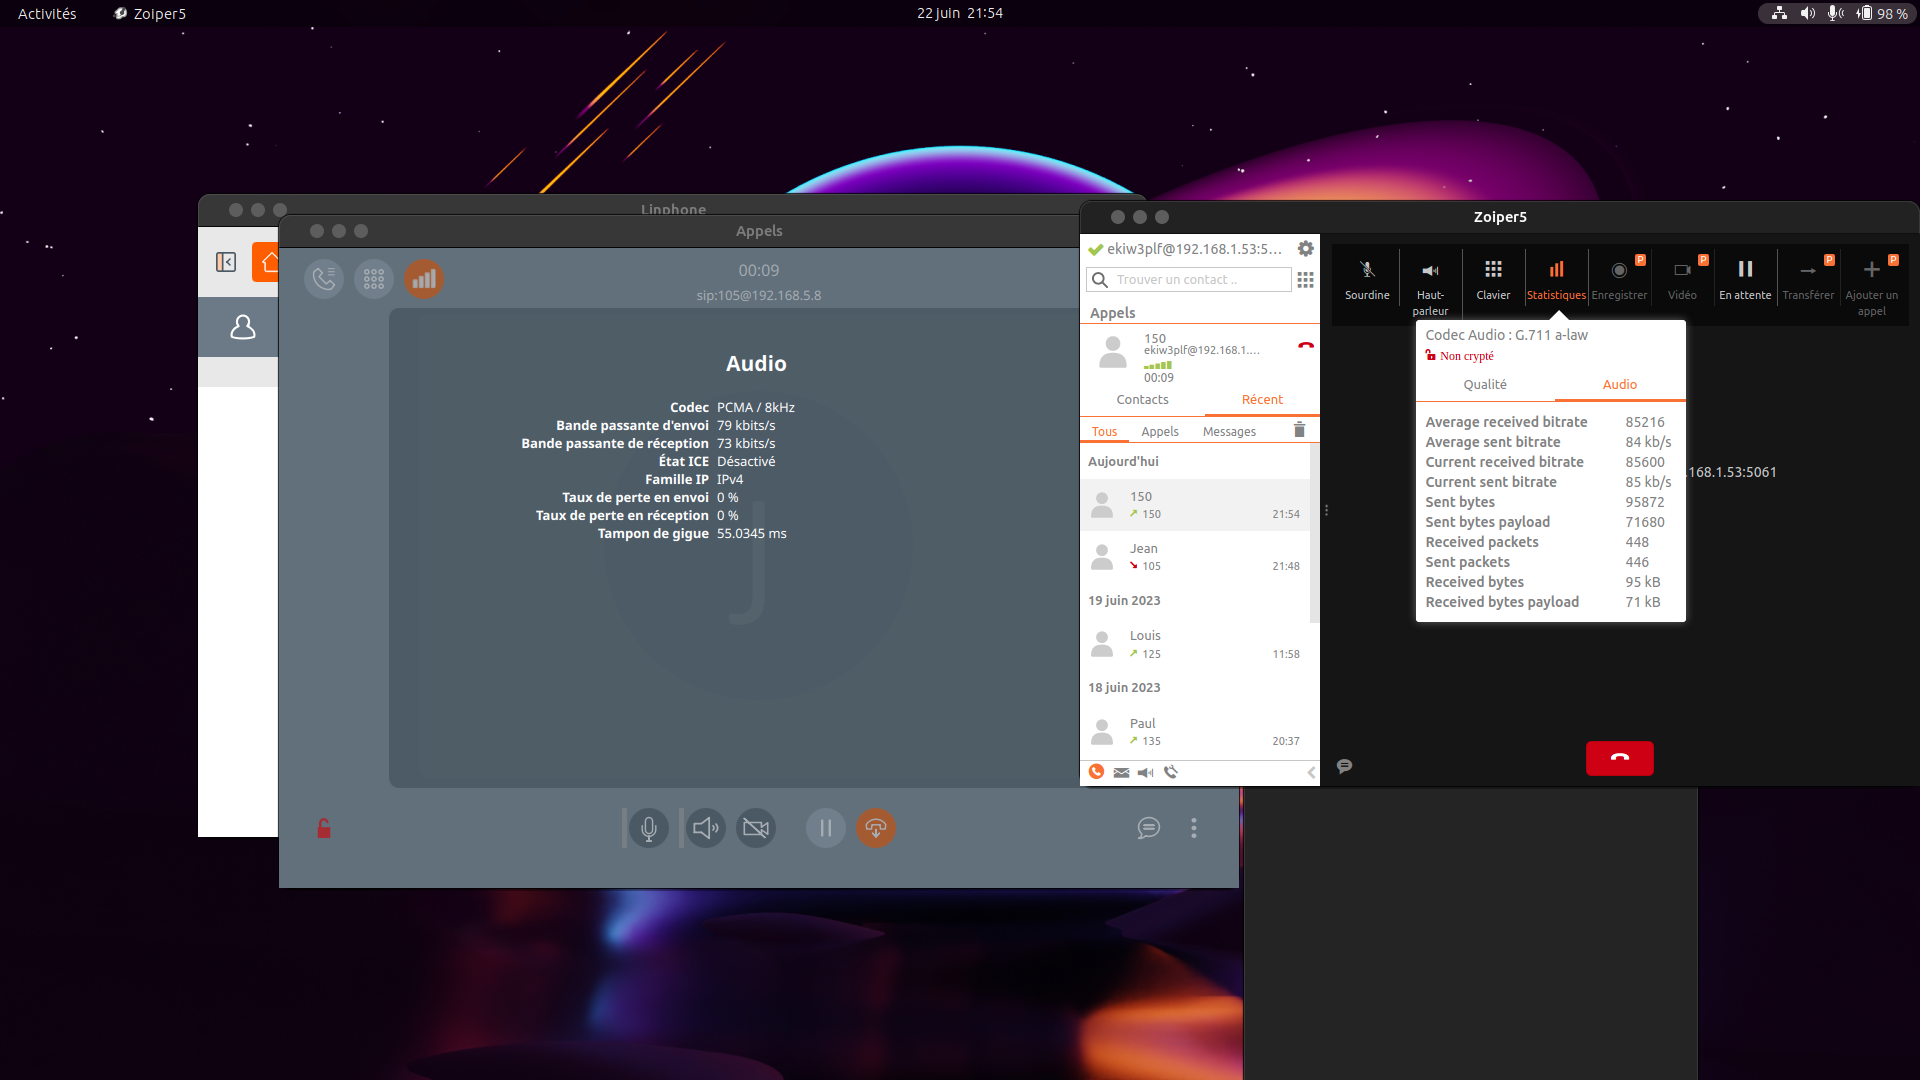 Activités
Zoiper5
22 juin 21:54
98 %
Linphone
Appels
00:09
sip:105@192.168.5.8
Audio
Codec PCMA / 8kHz
Bande passante d'envoi 79 kbits/s
Bande passante de réception 73 kbits/s
État ICE Désactivé
Famille IP IPv4
Taux de perte en envoi 0 %
Taux de perte en réception 0 %
Tampon de gigue 55.0345 ms
J
Zoiper5
ekiw3plf@192.168.1.53:5...
Trouver un contact ..
Appels
150
ekiw3plf@192.168.1....
00:09
Contacts Récent
Tous Appels Messages
Aujourd'hui
150
150 21:54
Jean
105 21:48
19 juin 2023
Louis
125 11:58
18 juin 2023
Paul
135 20:37
Sourdine
Haut-
parleur
Clavier
Statistiques
P
Enregistrer
P
Vidéo
En attente
P
Transférer
P
Ajouter un
appel
Codec Audio : G.711 a-law
Non crypté
Qualité Audio
Average received bitrate 85216
Average sent bitrate 84 kb/s
Current received bitrate 85600
Current sent bitrate 85 kb/s
Sent bytes 95872
Sent bytes payload 71680
Received packets 448
Sent packets 446
Received bytes 95 kB
Received bytes payload 71 kB
.168.1.53:5061